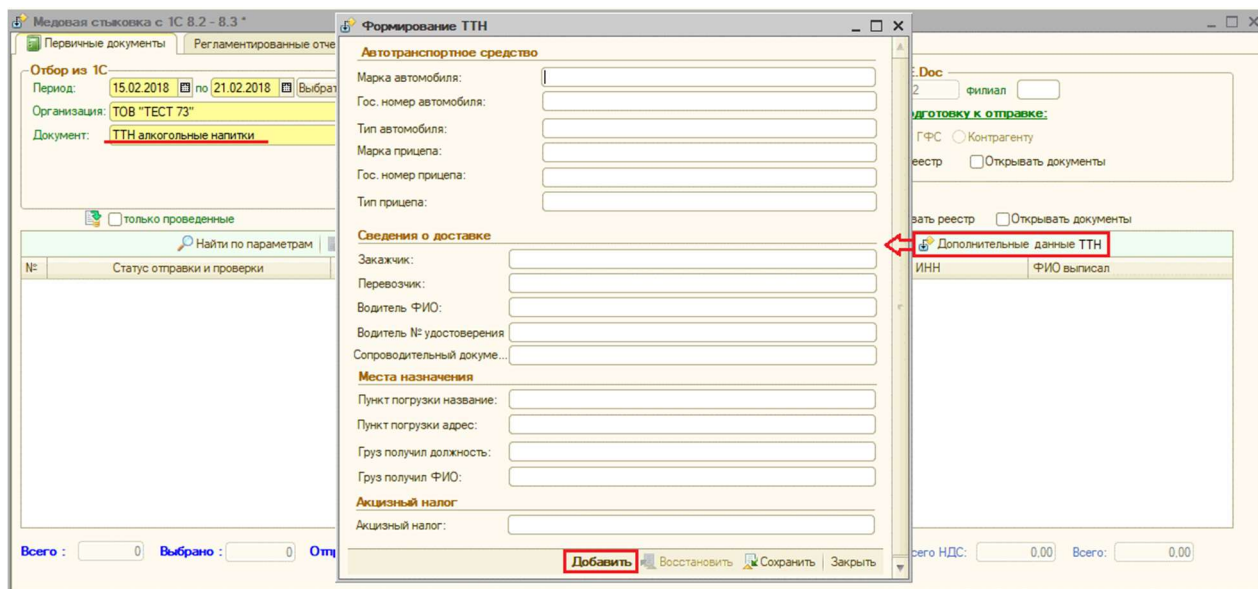 Медовая стыковка с 1С 8.2 - 8.3 *
Первичные документы
Регламентированные отче
Отбор из 1С
Период: 15.02.2018 по 21.02.2018 Выбрат
Организация: ТОВ "ТЕСТ 73"
Документ: ТТН алкогольные напитки
только проведенные
Найти по параметрам
№ Статус отправки и проверки
Всего : 0 Выбрано : 0 Отп
Формирование ТТН
Автотранспортное средство
Марка автомобиля:
Гос. номер автомобиля:
Тип автомобиля:
Марка прицепа:
Гос. номер прицепа:
Тип прицепа:
Сведения о доставке
Закажчик:
Перевозчик:
Водитель ФИО:
Водитель № удостоверения
Сопроводительный докуме...
Места назначения
Пункт погрузки название:
Пункт погрузки адрес:
Груз получил должность:
Груз получил ФИО:
Акцизный налог
Акцизный налог:
Добавить Восстановить Сохранить Закрыть
E.Doc
2 филиал
одготовку к отправке:
ГФС Контрагенту
еестр Открывать документы
вать реестр Открывать документы
Дополнительные данные ТТН
ИНН ФИО выписал
сего НДС: 0,00 Всего: 0,00